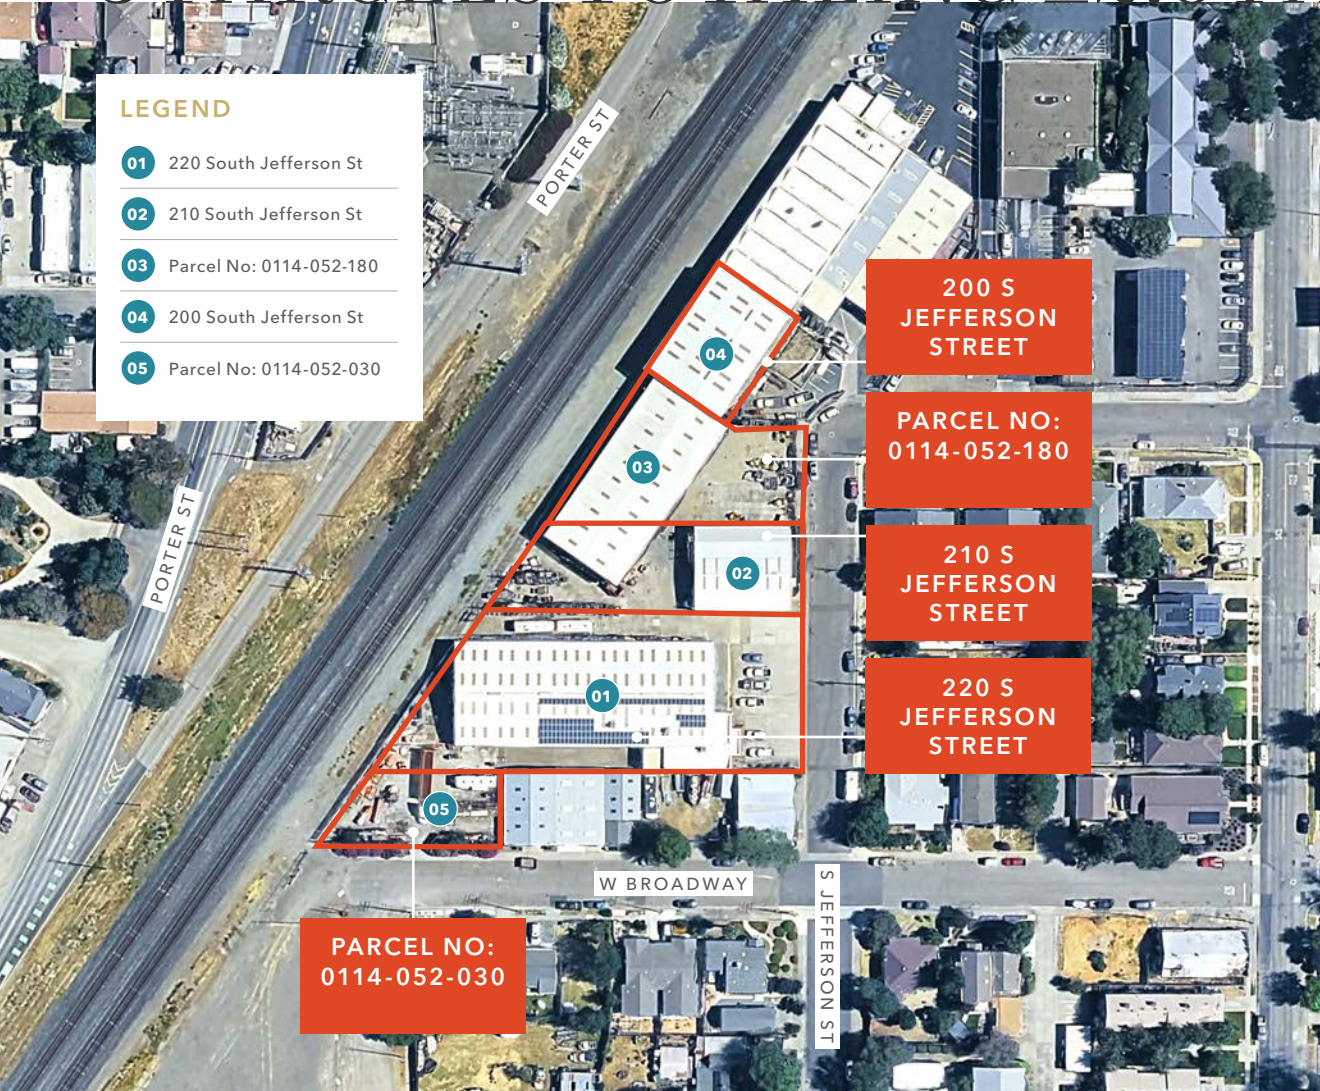 LEGEND
01 220 South Jefferson St
02 210 South Jefferson St
03 Parcel No: 0114-052-180
04 200 South Jefferson St
05 Parcel No: 0114-052-030
PORTER ST
PORTER ST
04
03
02
01
05
200 S
JEFFERSON
STREET
PARCEL NO:
0114-052-180
210 S
JEFFERSON
STREET
220 S
JEFFERSON
STREET
W BROADWAY
S JEFFERSON ST
PARCEL NO:
0114-052-030